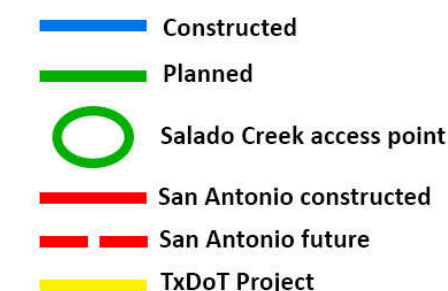 Constructed
Planned
Salado Creek access point
San Antonio constructed
San Antonio future
TxDoT Project